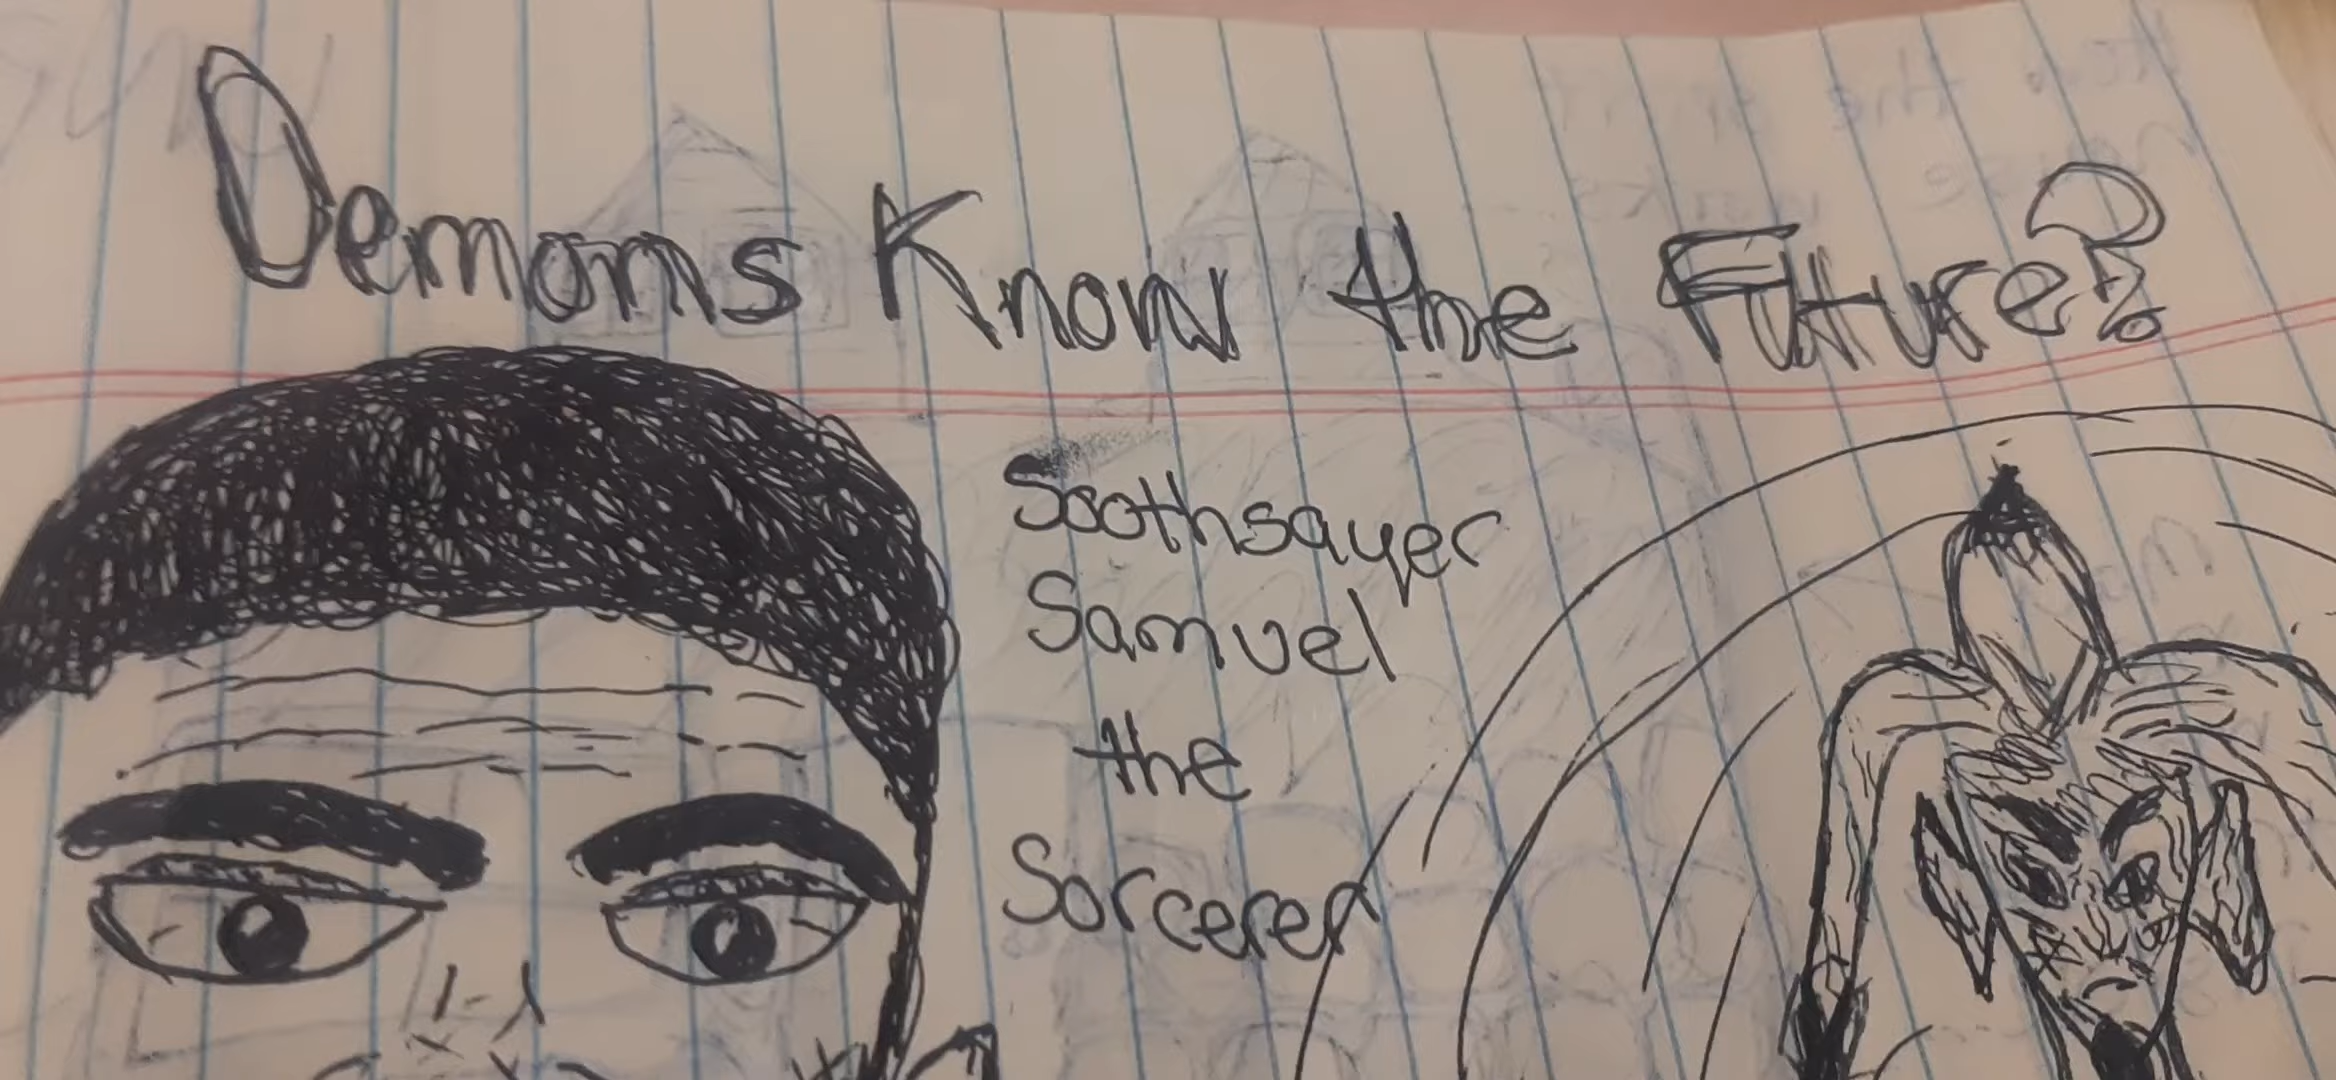 Demons Know the Future?
Soothsayer
Samuel
the
Sorcerer